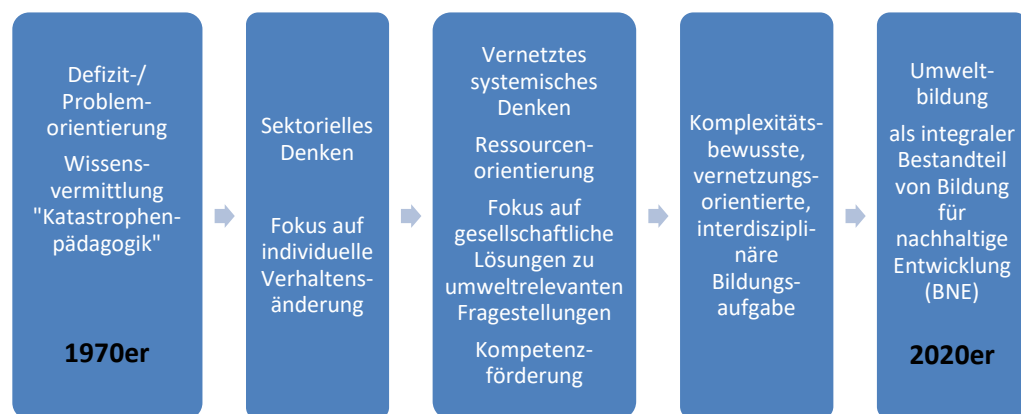 Defizit-/
Problem-
orientierung
Wissens-
vermittlung
"Katastrophen-
pädagogik"
1970er
Sektorielles
Denken
Fokus auf
individuelle
Verhaltens-
änderung
Vernetztes
systemisches
Denken
Ressourcen-
orientierung
Fokus auf
gesellschaftliche
Lösungen zu
umweltrelevanten
Fragestellungen
Kompetenz-
förderung
Komplexitäts-
bewusste,
vernetzungs-
orientierte,
interdiszipli-
näre
Bildungs-
aufgabe
Umwelt-
bildung
als integraler
Bestandteil
von Bildung
für
nachhaltige
Entwicklung
(BNE)
2020er